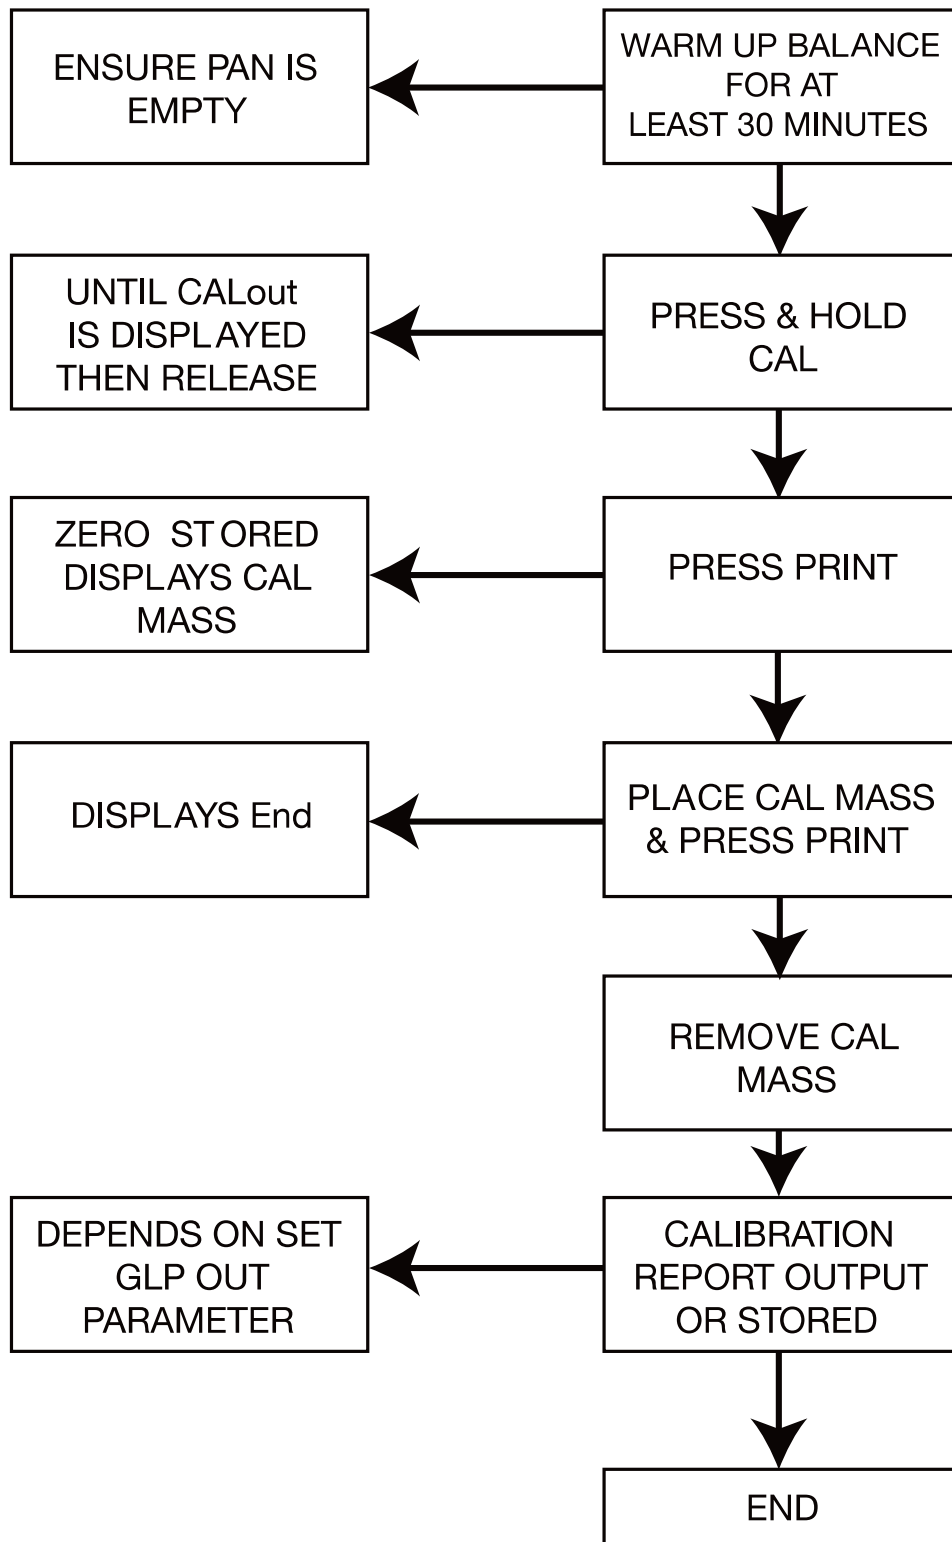 ENSURE PAN IS
EMPTY
WARM UP BALANCE
FOR AT
LEAST 30 MINUTES
UNTIL CALout
IS DISPLAYED
THEN RELEASE
PRESS & HOLD
CAL
ZERO STORED
DISPLAYS CAL
MASS
PRESS PRINT
DISPLAYS End
PLACE CAL MASS
& PRESS PRINT
REMOVE CAL
MASS
DEPENDS ON SET
GLP OUT
PARAMETER
CALIBRATION
REPORT OUTPUT
OR STORED
END